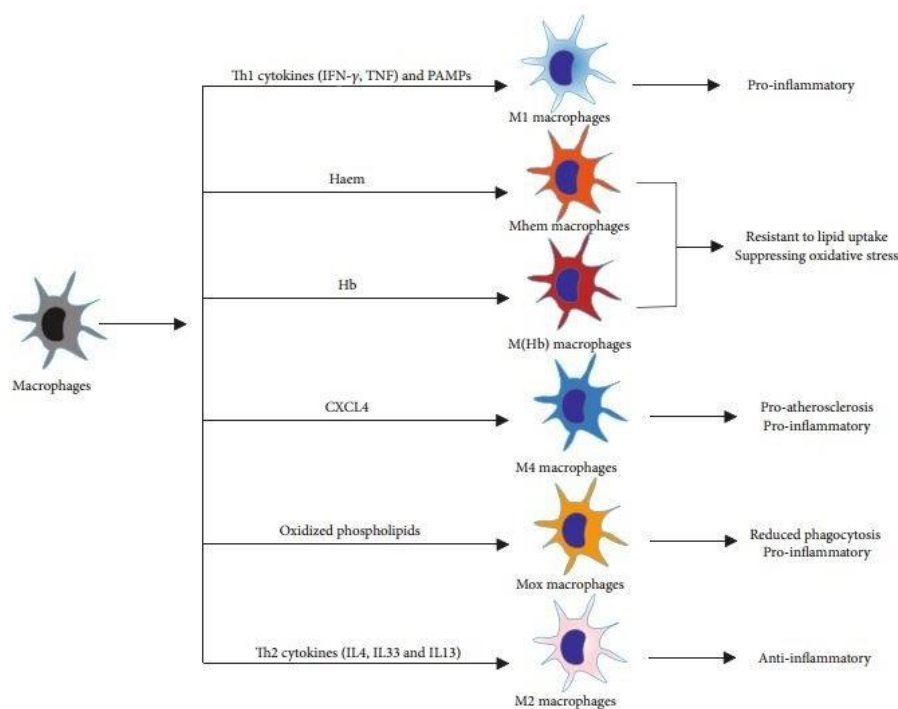 Th1 cytokines (IFN-γ, TNF) and PAMPs
M1 macrophages
Pro-inflammatory
Haem
Mhem macrophages
Resistant to lipid uptake
Suppressing oxidative stress
Hb
M(Hb) macrophages
Macrophages
CXCL4
M4 macrophages
Pro-atherosclerosis
Pro-inflammatory
Oxidized phospholipids
Mox macrophages
Reduced phagocytosis
Pro-inflammatory
Th2 cytokines (IL4, IL33 and IL13)
M2 macrophages
Anti-inflammatory